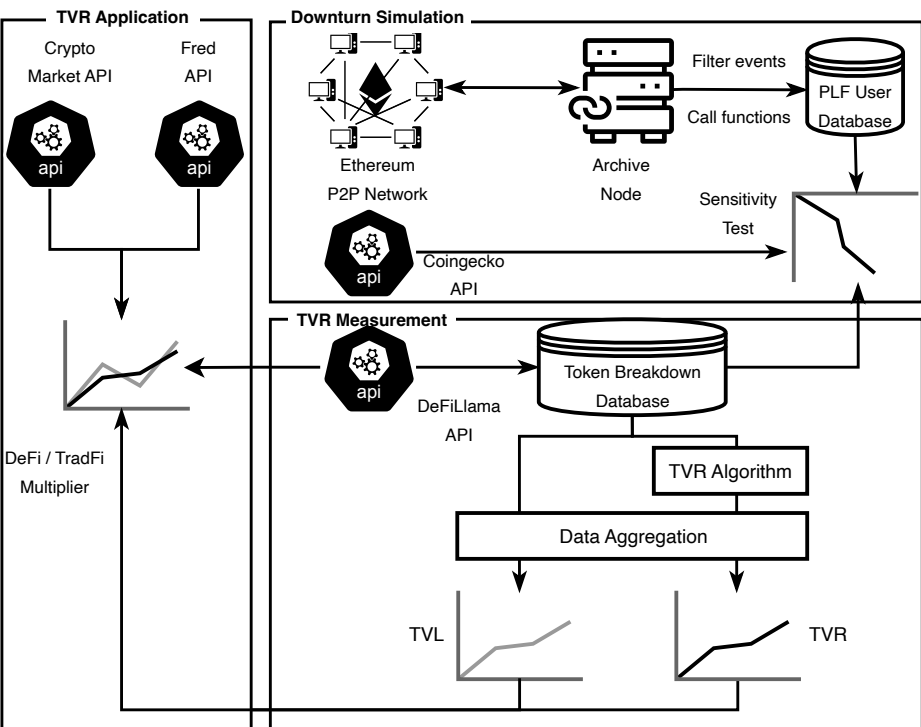 TVR Application
Crypto
Market API
Fred
API
api
api
DeFi / TradFi
Multiplier
Downturn Simulation
Ethereum
P2P Network
Archive
Node
Filter events
Call functions
PLF User
Database
Sensitivity
Test
api
Coingecko
API
TVR Measurement
api
DeFiLlama
API
Token Breakdown
Database
TVR Algorithm
Data Aggregation
TVL
TVR